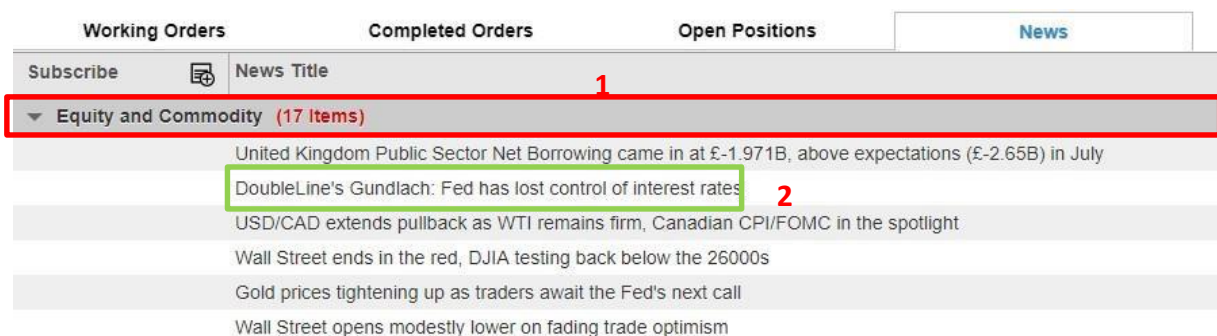 Working Orders Completed Orders Open Positions News
Subscribe News Title
1
Equity and Commodity (17 Items)
United Kingdom Public Sector Net Borrowing came in at £-1.971B, above expectations (£-2.65B) in July
DoubleLine's Gundlach: Fed has lost control of interest rates 2
USD/CAD extends pullback as WTI remains firm, Canadian CPI/FOMC in the spotlight
Wall Street ends in the red, DJIA testing back below the 26000s
Gold prices tightening up as traders await the Fed's next call
Wall Street opens modestly lower on fading trade optimism